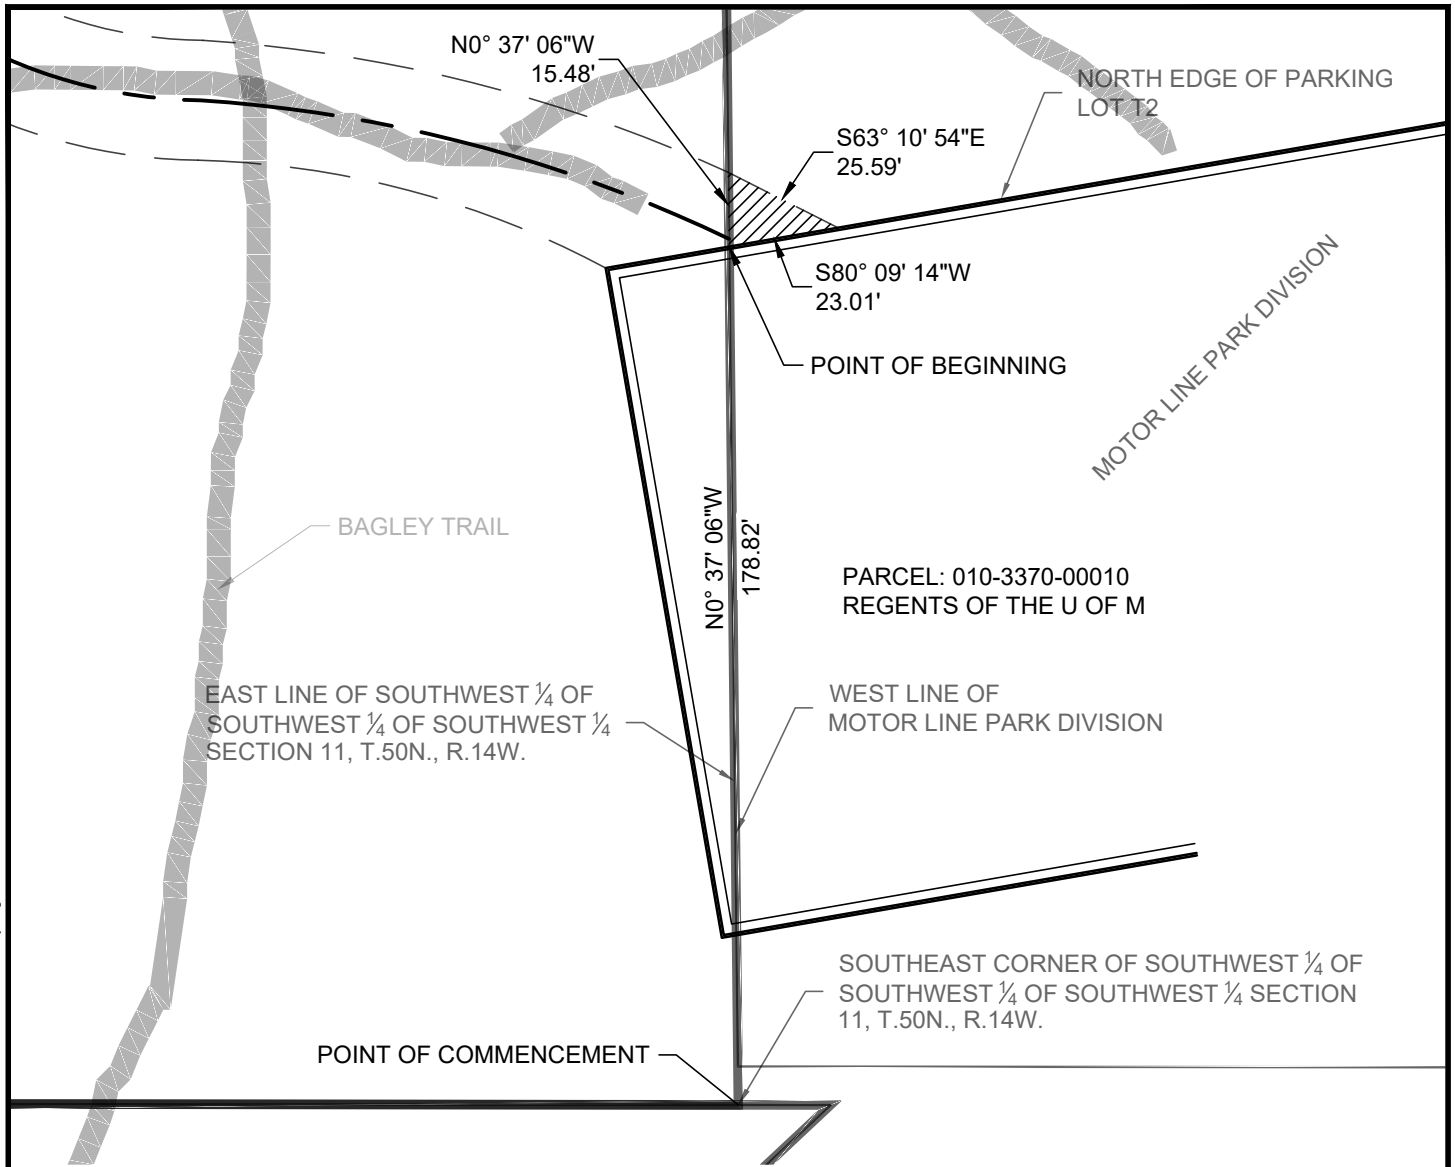 N0° 37' 06"W
15.48'
NORTH EDGE OF PARKING
LOT T2
S63° 10' 54"E
25.59'
S80° 09' 14"W
23.01'
POINT OF BEGINNING
MOTOR LINE PARK DIVISION
BAGLEY TRAIL
N0° 37' 06"W
178.82'
PARCEL: 010-3370-00010
REGENTS OF THE U OF M
EAST LINE OF SOUTHWEST ¼ OF
SOUTHWEST ¼ OF SOUTHWEST ¼
SECTION 11, T.50N., R.14W.
WEST LINE OF
MOTOR LINE PARK DIVISION
SOUTHEAST CORNER OF SOUTHWEST ¼ OF
SOUTHWEST ¼ OF SOUTHWEST ¼ SECTION
11, T.50N., R.14W.
POINT OF COMMENCEMENT